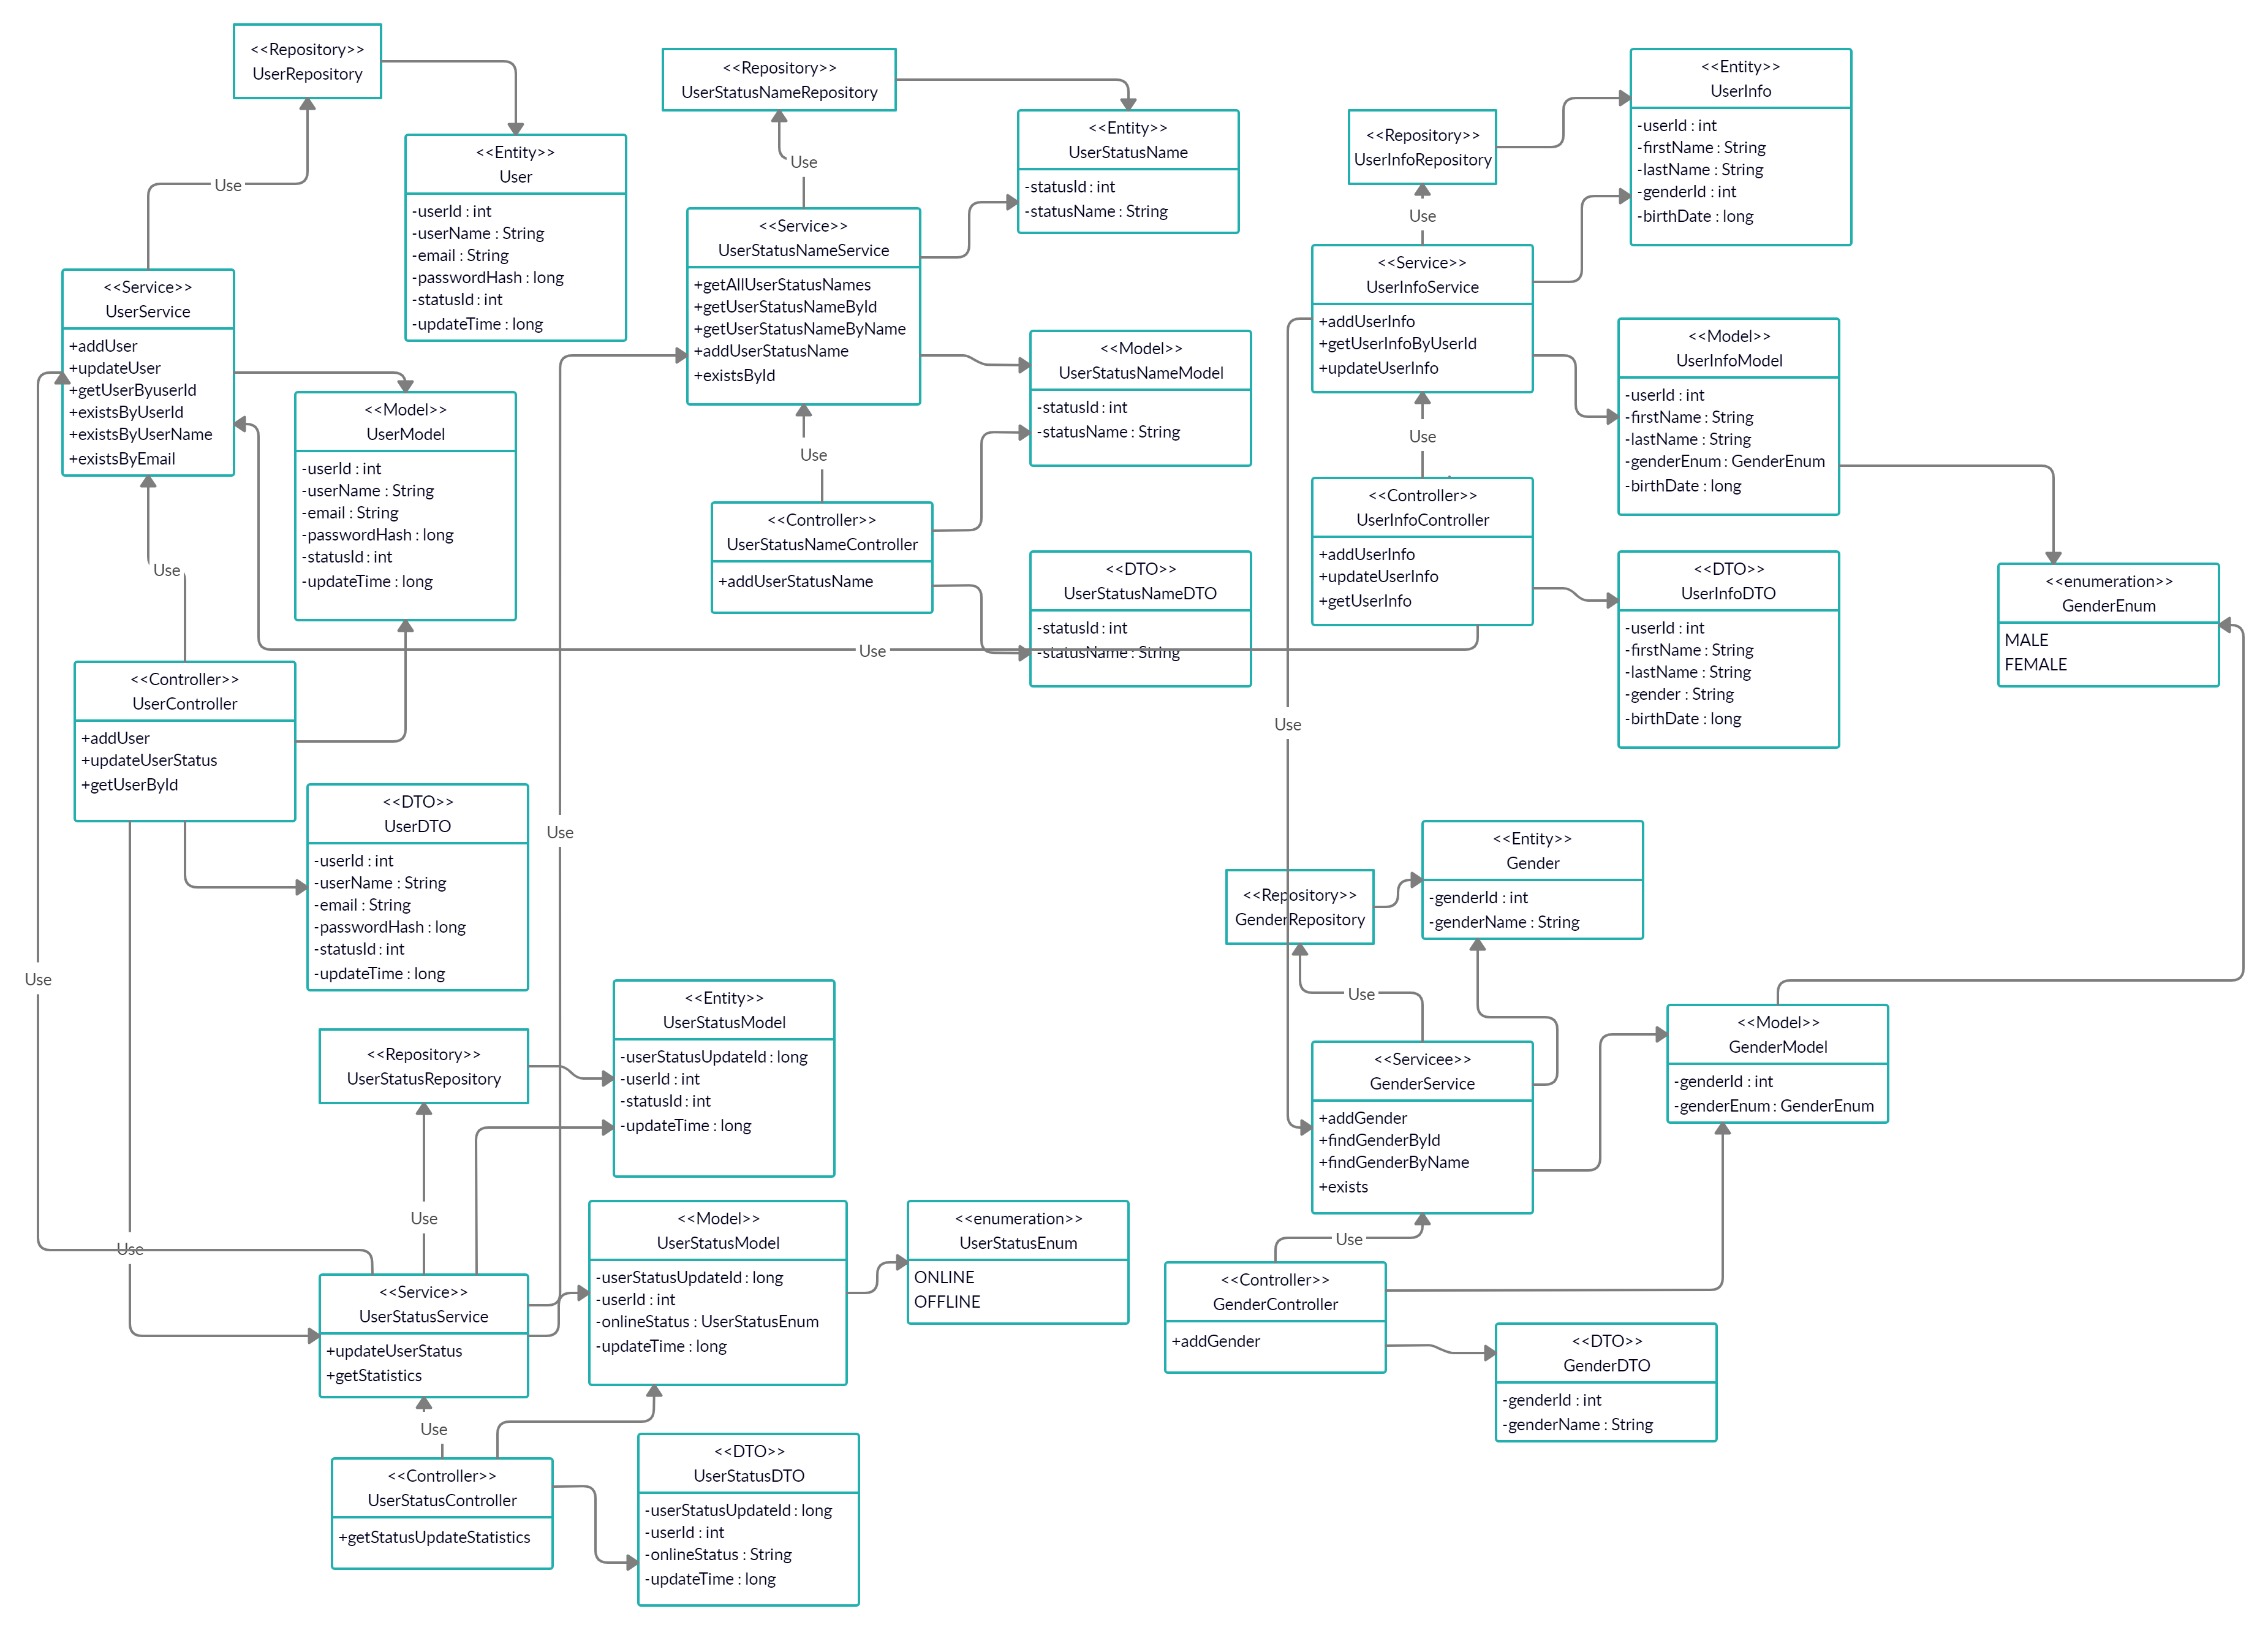 <<Repository>>
UserRepository
Use
<<Entity>>
User
-userId : int
-userName : String
-email : String
-passwordHash : long
-statusId : int
-updateTime : long
<<Service>>
UserService
+addUser
+updateUser
+getUserByuserId
+existsByUserId
+existsByUserName
+existsByEmail
<<Model>>
UserModel
-userId : int
-userName : String
-email : String
-passwordHash : long
-statusId : int
-updateTime : long
Use
<<Controller>>
UserController
+addUser
+updateUserStatus
+getUserById
<<DTO>>
UserDTO
-userId : int
-userName : String
-email : String
-passwordHash : long
-statusId : int
-updateTime : long
Use
Use
<<Repository>>
UserStatusRepository
<<Entity>>
UserStatusModel
-userStatusUpdateId : long
-userId : int
-statusId : int
-updateTime : long
Use
<<Service>>
UserStatusService
+updateUserStatus
+getStatistics
<<Model>>
UserStatusModel
-userStatusUpdateId : long
-userId : int
-onlineStatus : UserStatusEnum
-updateTime : long
<<enumeration>>
UserStatusEnum
ONLINE
OFFLINE
Use
<<Controller>>
UserStatusController
+getStatusUpdateStatistics
<<DTO>>
UserStatusDTO
-userStatusUpdateId : long
-userId : int
-onlineStatus : String
-updateTime : long
<<Repository>>
UserStatusNameRepository
Use
<<Entity>>
UserStatusName
-statusId : int
-statusName : String
<<Service>>
UserStatusNameService
+getAllUserStatusNames
+getUserStatusNameById
+getUserStatusNameByName
+addUserStatusName
+existsById
<<Model>>
UserStatusNameModel
-statusId : int
-statusName : String
Use
<<Controller>>
UserStatusNameController
+addUserStatusName
<<DTO>>
UserStatusNameDTO
-statusId : int
-statusName : String
Use
Use
<<Repository>>
UserInfoRepository
Use
<<Entity>>
UserInfo
-userId : int
-firstName : String
-lastName : String
-genderId : int
-birthDate : long
<<Service>>
UserInfoService
+addUserInfo
+getUserInfoByUserId
+updateUserInfo
<<Model>>
UserInfoModel
-userId : int
-firstName : String
-lastName : String
-genderEnum : GenderEnum
-birthDate : long
Use
<<Controller>>
UserInfoController
+addUserInfo
+updateUserInfo
+getUserInfo
<<DTO>>
UserInfoDTO
-userId : int
-firstName : String
-lastName : String
-gender : String
-birthDate : long
<<enumeration>>
GenderEnum
MALE
FEMALE
Use
<<Entity>>
Gender
-genderId : int
-genderName : String
<<Repository>>
GenderRepository
Use
<<Servicee>>
GenderService
+addGender
+findGenderById
+findGenderByName
+exists
<<Model>>
GenderModel
-genderId : int
-genderEnum : GenderEnum
Use
<<Controller>>
GenderController
+addGender
<<DTO>>
GenderDTO
-genderId : int
-genderName : String